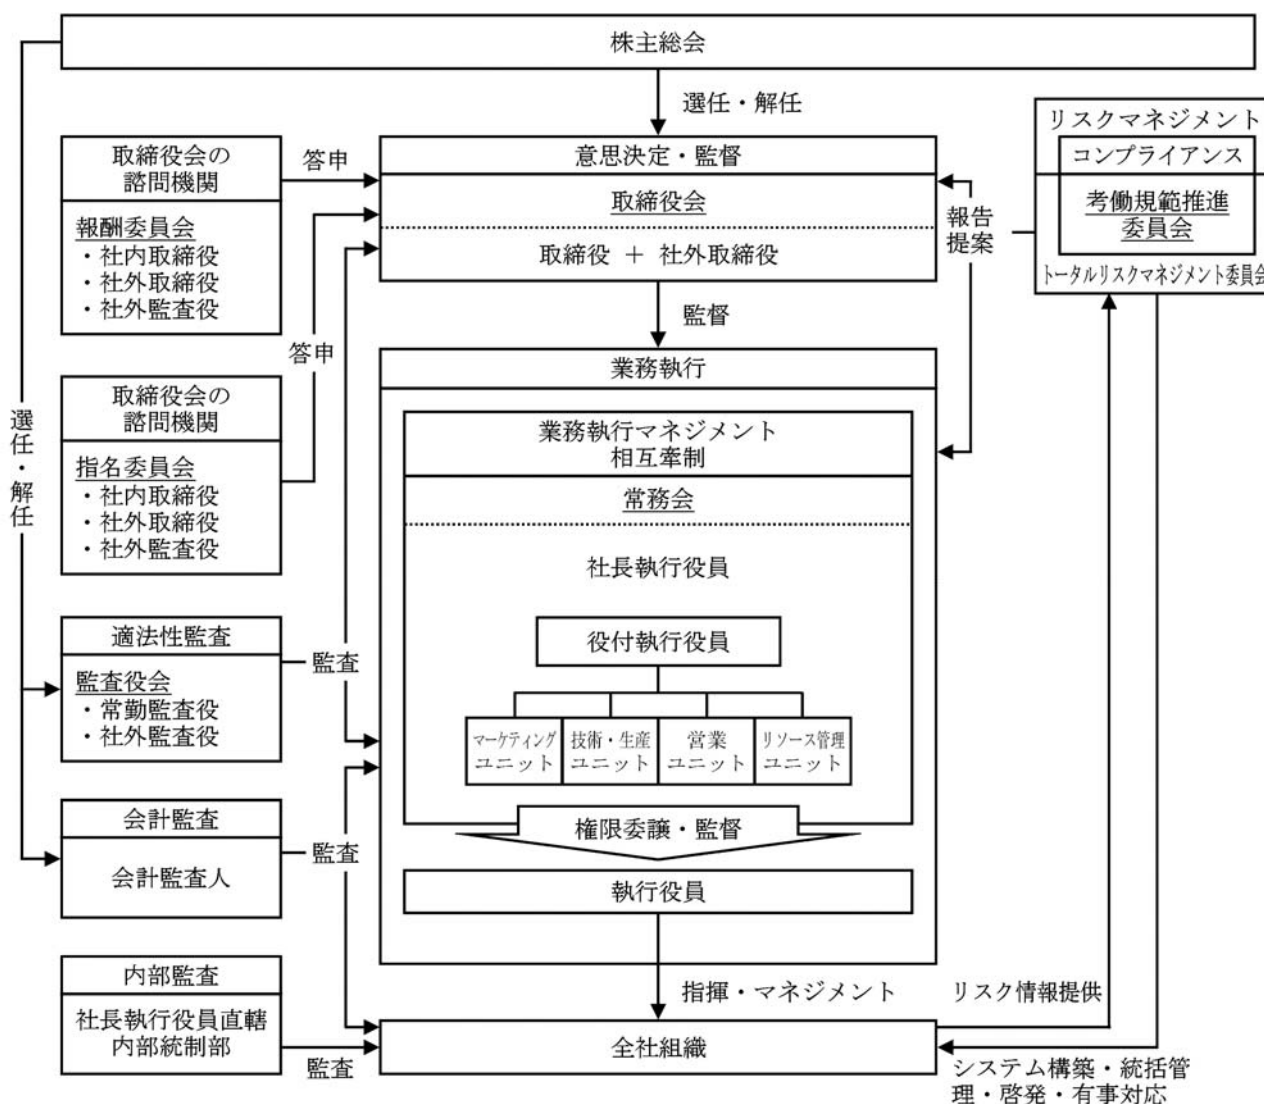 株主総会
選任・解任
リスクマネジメント
コンプライアンス
考働規範推進
委員会
トータルリスクマネジメント委員会
取締役会の
諮問機関
報酬委員会
・社内取締役
・社外取締役
・社外監査役
答申
意思決定・監督
取締役会
取締役 ＋ 社外取締役
報告
提案
監督
答申
取締役会の
諮問機関
指名委員会
・社内取締役
・社外取締役
・社外監査役
選任・解任
業務執行
業務執行マネジメント
相互牽制
常務会
社長執行役員
役付執行役員
マーケティング
ユニット
技術・生産
ユニット
営業
ユニット
リソース管理
ユニット
権限委譲・監督
執行役員
適法性監査
監査役会
・常勤監査役
・社外監査役
監査
会計監査
会計監査人
監査
内部監査
社長執行役員直轄
内部統制部
監査
指揮・マネジメント
全社組織
リスク情報提供
システム構築・統括管
理・啓発・有事対応